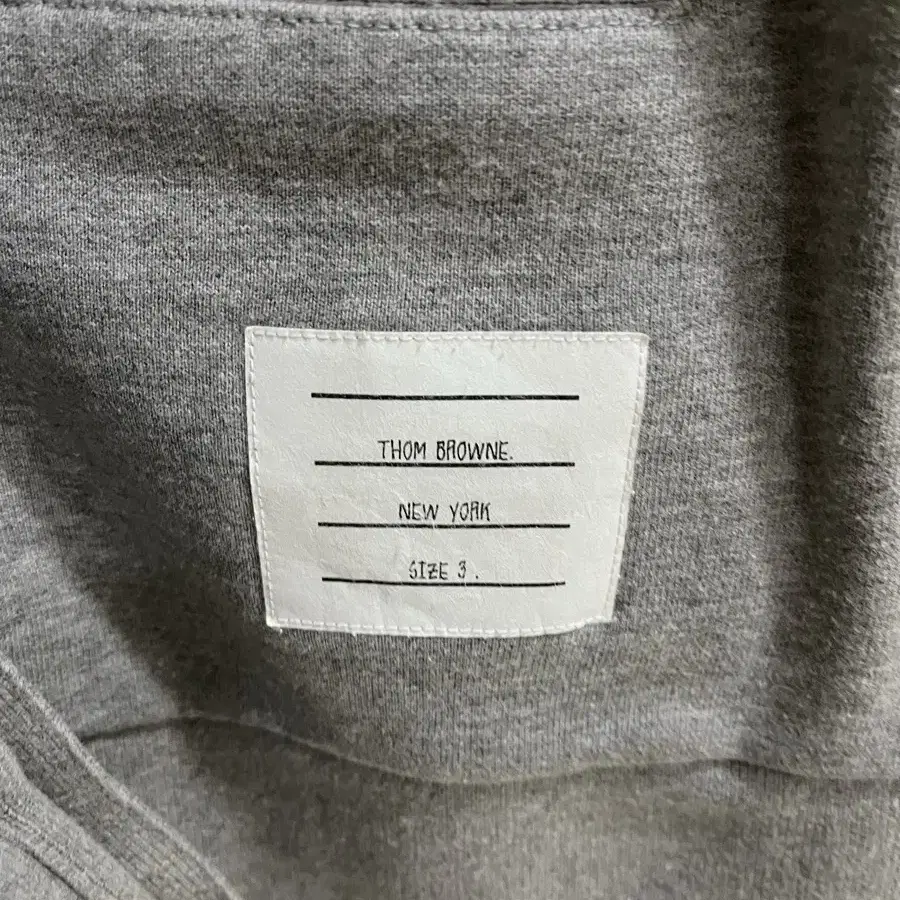 THOM BROWNE.
NEW YORK
SIZE 3.